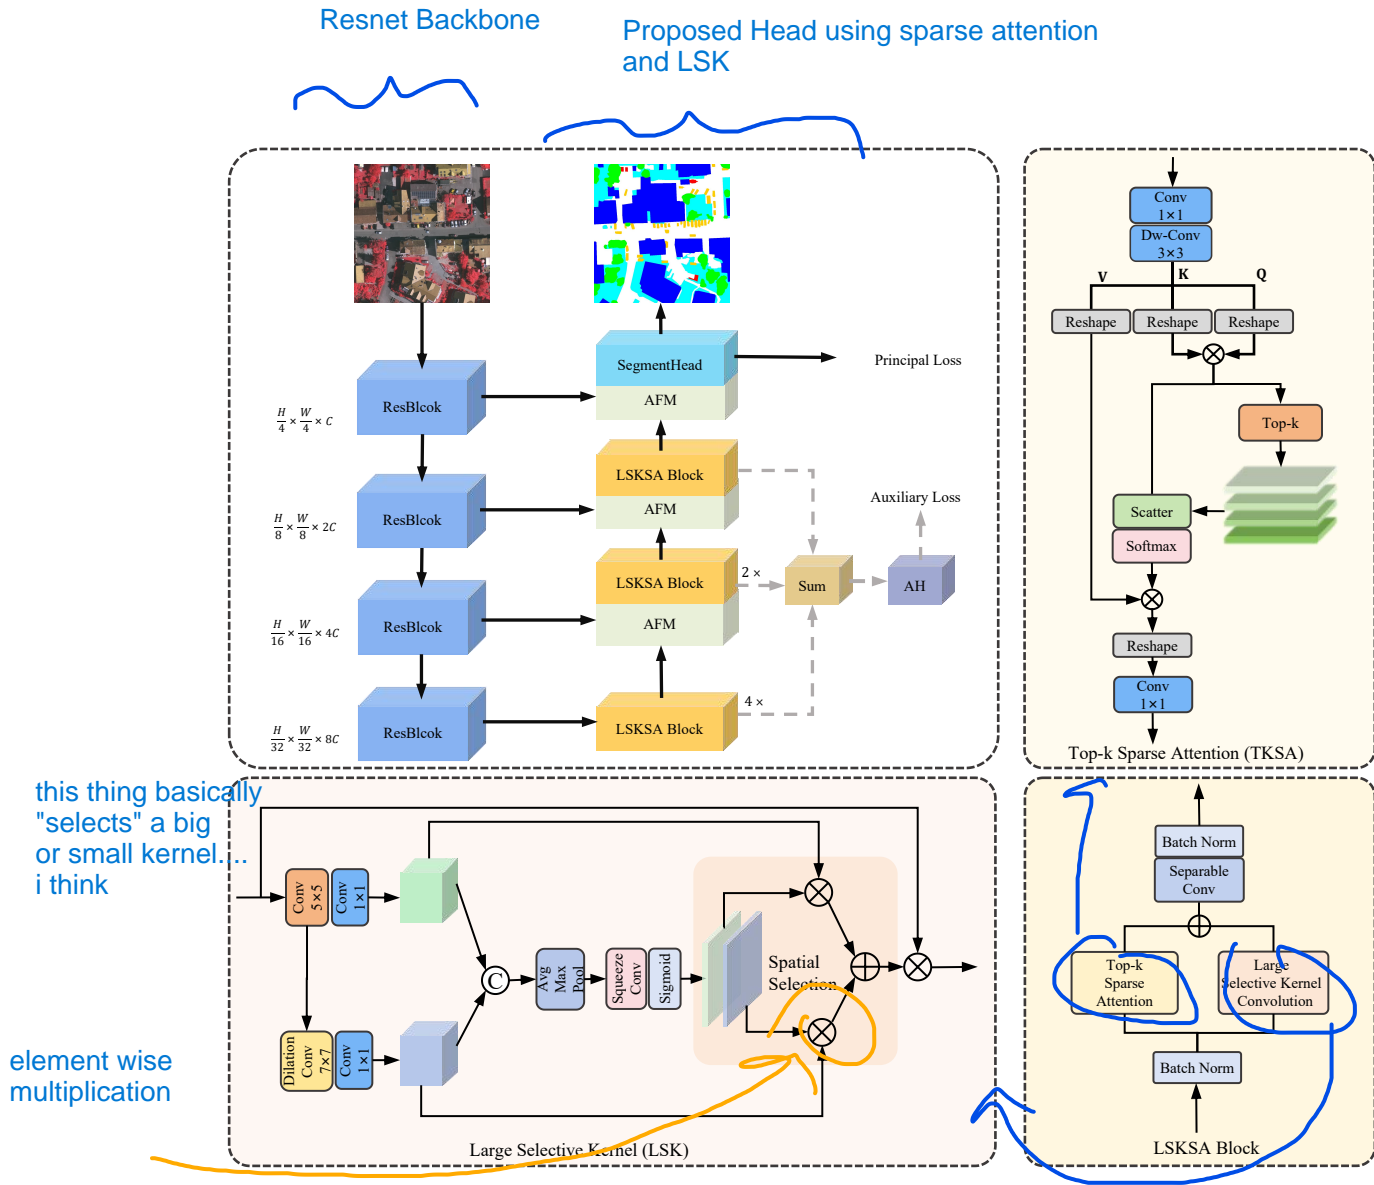 Resnet Backbone
Proposed Head using sparse attention
and LSK
SegmentHead
AFM
Principal Loss
ResBlcok
H/4 × W/4 × C
LSKSA Block
AFM
Auxiliary Loss
ResBlcok
H/8 × W/8 × 2C
LSKSA Block
2 ×
Sum
AH
AFM
ResBlcok
H/16 × W/16 × 4C
4 ×
ResBlcok
LSKSA Block
H/32 × W/32 × 8C
Conv
1×1
Dw-Conv
3×3
V
K
Q
Reshape
Reshape
Reshape
Top-k
Scatter
Softmax
Reshape
Conv
1×1
Top-k Sparse Attention (TKSA)
this thing basically
"selects" a big
or small kernel....
i think
Conv
5×5
Conv
1×1
C
Avg
Max
Pool
Squeeze
Conv
Sigmoid
Spatial
Selection
Dilation
Conv
7×7
Conv
1×1
element wise
multiplication
Large Selective Kernel (LSK)
Batch Norm
Separable
Conv
Top-k
Sparse
Attention
Large
Selective Kernel
Convolution
Batch Norm
LSKSA Block